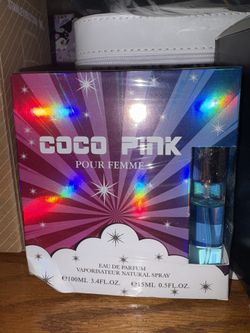 COCO PINK
POUR FEMME
EAU DE PARFUM
VAPORISATEUR NATURAL SPRAY
℮100ML 3.4FL.OZ. ℮15ML 0.5FL.OZ.